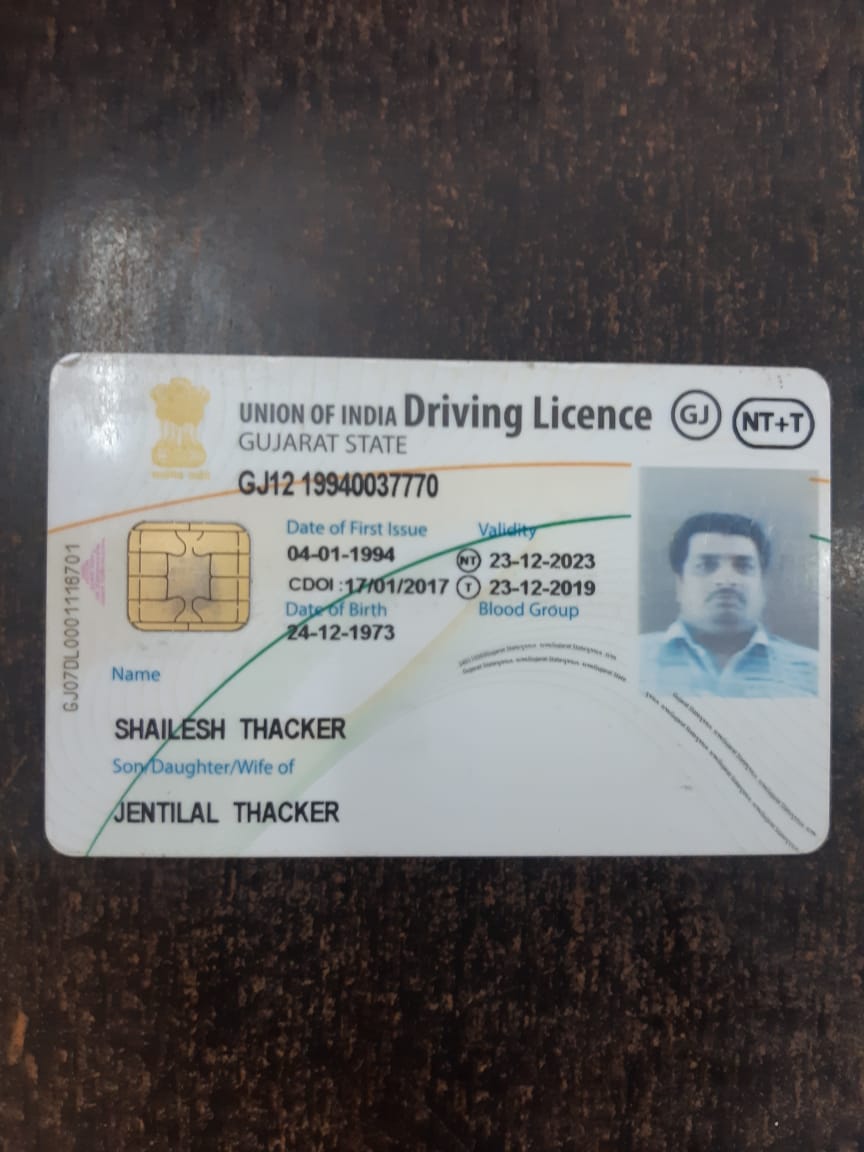 UNION OF INDIA Driving Licence GJ NT+T
GUJARAT STATE
GJ12 19940037770
Date of First Issue Validity
04-01-1994 NT 23-12-2023
CDOI :17/01/2017 T 23-12-2019
Date of Birth Blood Group
24-12-1973
GJ07DL0001116701
Name
SHAILESH THACKER
Son/Daughter/Wife of
JENTILAL THACKER